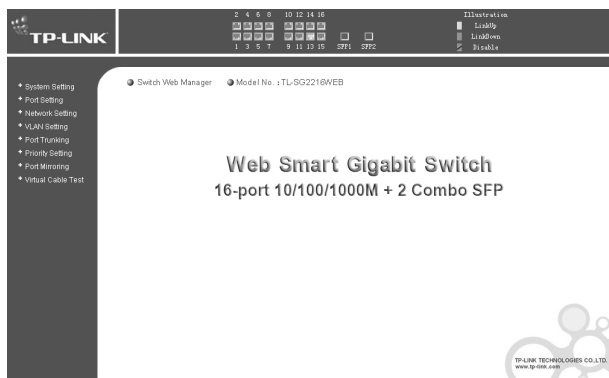 TP-LINK
2 4 6 8 10 12 14 16
1 3 5 7 9 11 13 15 SFP1 SFP2
Illustration
LinkUp
LinkDown
Disable
System Setting
Port Setting
Network Setting
VLAN Setting
Port Trunking
Priority Setting
Port Mirroring
Virtual Cable Test
Switch Web Manager Model No. : TL-SG2216WEB
Web Smart Gigabit Switch
16-port 10/100/1000M + 2 Combo SFP
TP-LINK TECHNOLOGIES CO.,LTD.
www.tp-link.com